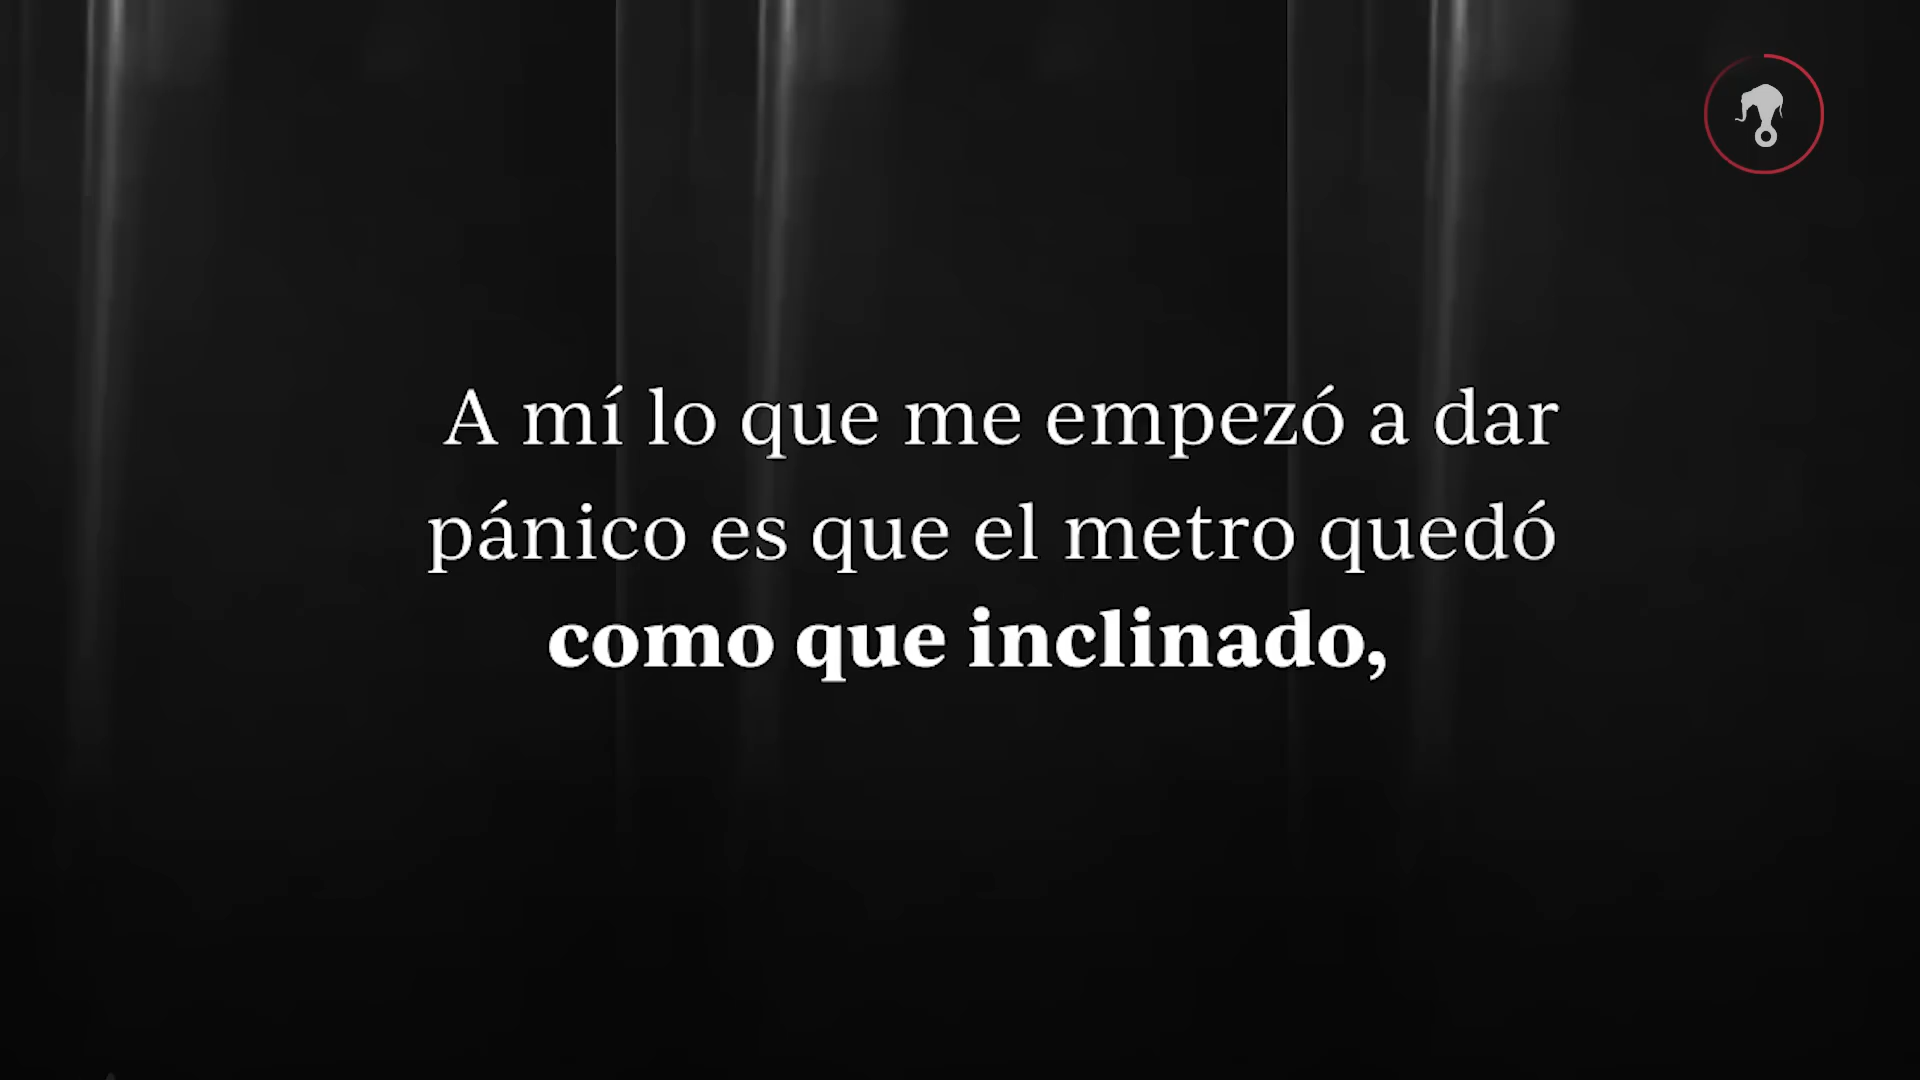 A mí lo que me empezó a dar
pánico es que el metro quedó
como que inclinado,